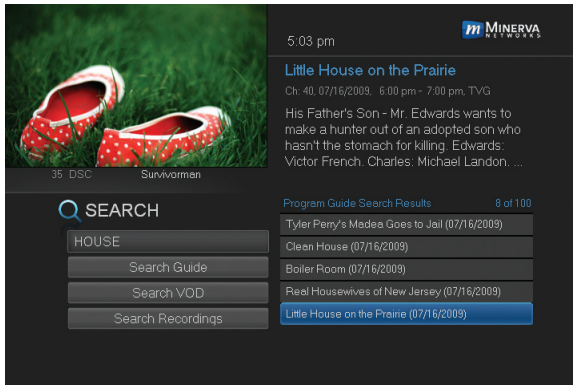 5:03 pm
m MINERVA
NETWORKS
Little House on the Prairie
Ch: 40, 07/16/2009, 6:00 pm - 7:00 pm, TVG
His Father's Son - Mr. Edwards wants to
make a hunter out of an adopted son who
hasn't the stomach for killing. Edwards:
Victor French. Charles: Michael Landon. ...
35 DSC Survivorman
SEARCH
HOUSE
Search Guide
Search VOD
Search Recordings
Program Guide Search Results 8 of 100
Tyler Perry's Madea Goes to Jail (07/16/2009)
Clean House (07/16/2009)
Boiler Room (07/16/2009)
Real Housewives of New Jersey (07/16/2009)
Little House on the Prairie (07/16/2009)